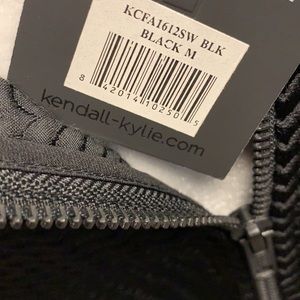 KCFA1612SW BLK
BLACK M
8 42014 10250 5
kendall-kylie.com